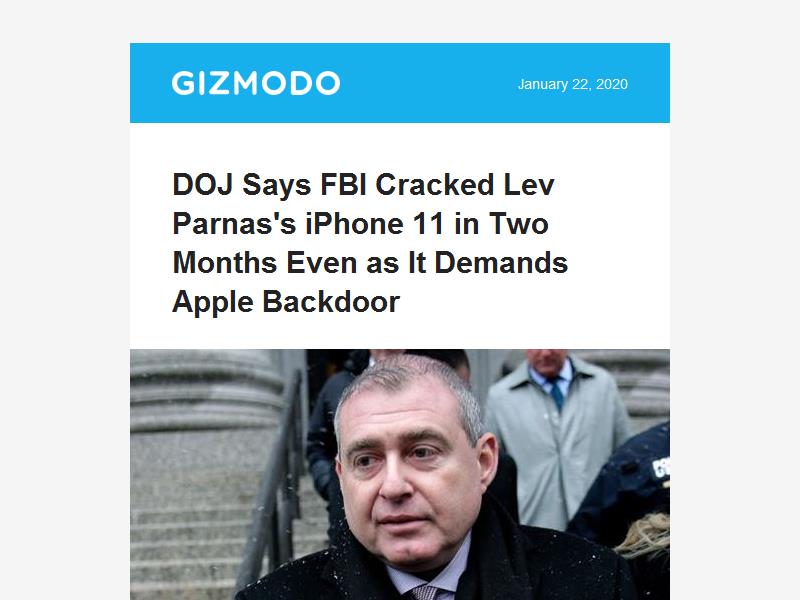 GIZMODO
January 22, 2020
DOJ Says FBI Cracked Lev
Parnas's iPhone 11 in Two
Months Even as It Demands
Apple Backdoor